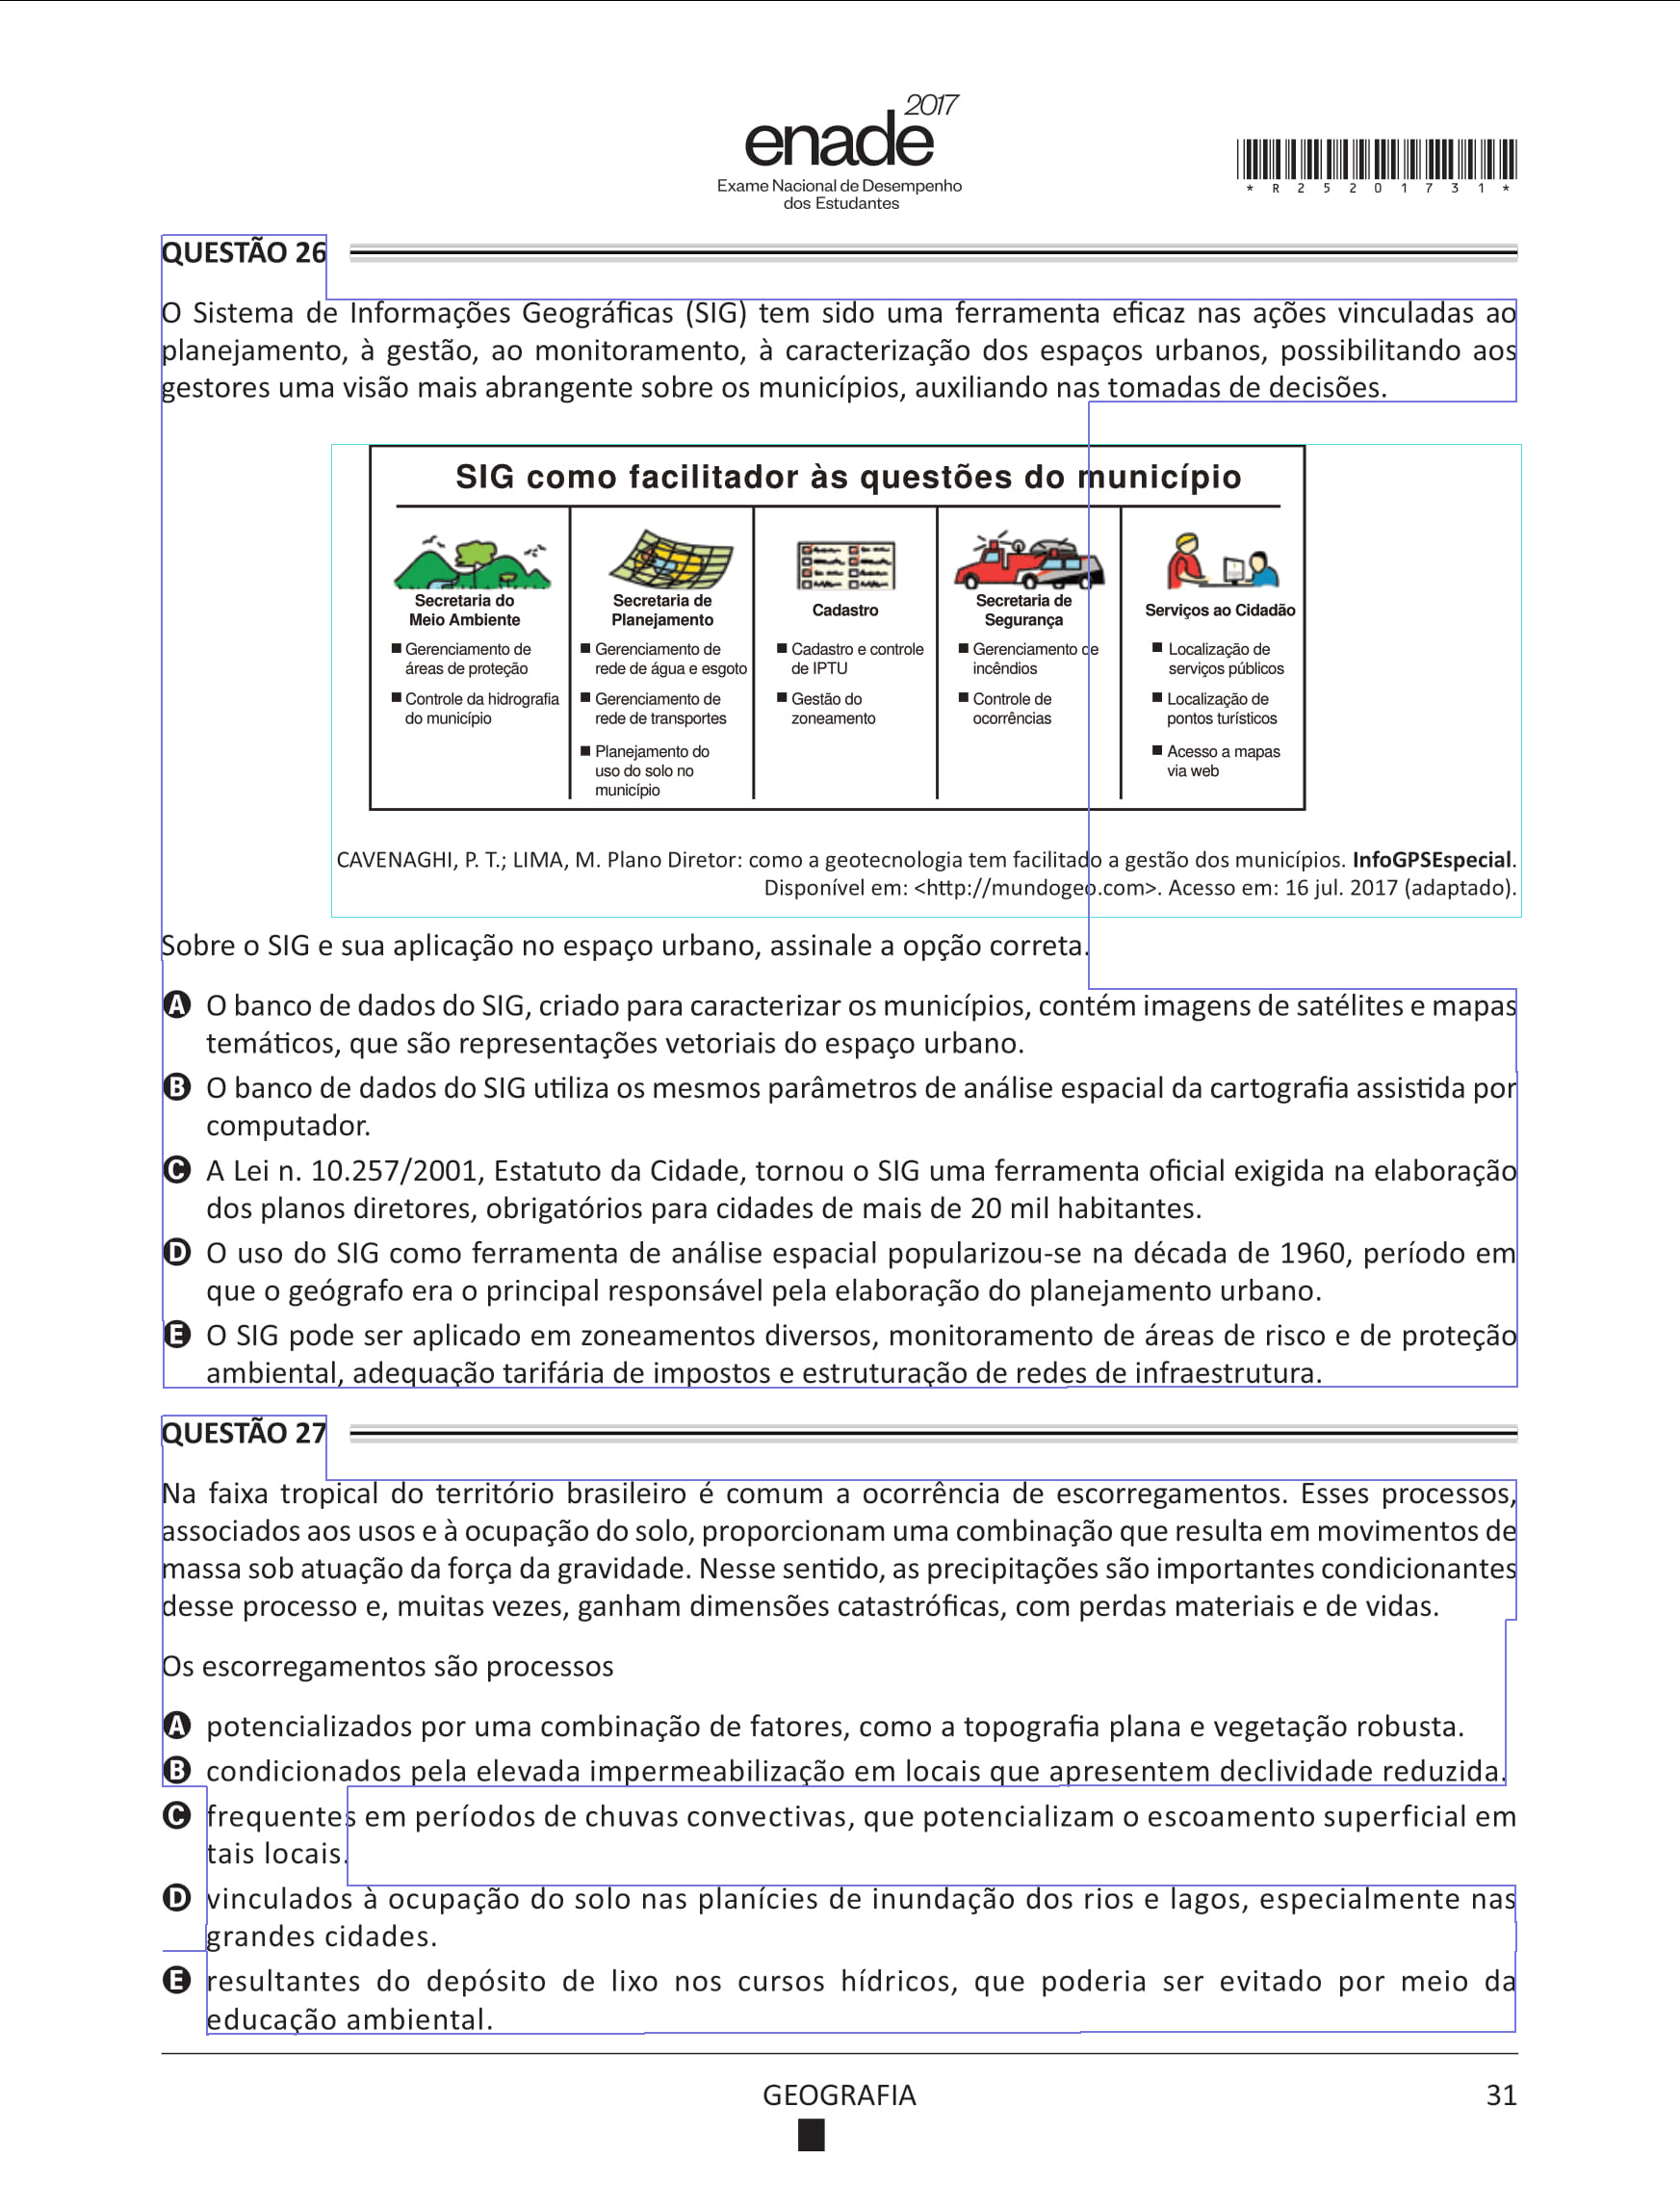 2017
enade
Exame Nacional de Desempenho
dos Estudantes
* R 2 5 2 0 1 7 3 1 *
QUESTÃO 26
O Sistema de Informações Geográficas (SIG) tem sido uma ferramenta eficaz nas ações vinculadas ao
planejamento, à gestão, ao monitoramento, à caracterização dos espaços urbanos, possibilitando aos
gestores uma visão mais abrangente sobre os municípios, auxiliando nas tomadas de decisões.
SIG como facilitador às questões do município
Secretaria do
Meio Ambiente
■ Gerenciamento de
áreas de proteção
■ Controle da hidrografia
do município
Secretaria de
Planejamento
■ Gerenciamento de
rede de água e esgoto
■ Gerenciamento de
rede de transportes
■ Planejamento do
uso do solo no
município
Cadastro
■ Cadastro e controle
de IPTU
■ Gestão do
zoneamento
Secretaria de
Segurança
■ Gerenciamento de
incêndios
■ Controle de
ocorrências
Serviços ao Cidadão
■ Localização de
serviços públicos
■ Localização de
pontos turísticos
■ Acesso a mapas
via web
CAVENAGHI, P. T.; LIMA, M. Plano Diretor: como a geotecnologia tem facilitado a gestão dos municípios. InfoGPSEspecial.
Disponível em: <http://mundogeo.com>. Acesso em: 16 jul. 2017 (adaptado).
Sobre o SIG e sua aplicação no espaço urbano, assinale a opção correta.
A O banco de dados do SIG, criado para caracterizar os municípios, contém imagens de satélites e mapas
temáticos, que são representações vetoriais do espaço urbano.
B O banco de dados do SIG utiliza os mesmos parâmetros de análise espacial da cartografia assistida por
computador.
C A Lei n. 10.257/2001, Estatuto da Cidade, tornou o SIG uma ferramenta oficial exigida na elaboração
dos planos diretores, obrigatórios para cidades de mais de 20 mil habitantes.
D O uso do SIG como ferramenta de análise espacial popularizou-se na década de 1960, período em
que o geógrafo era o principal responsável pela elaboração do planejamento urbano.
E O SIG pode ser aplicado em zoneamentos diversos, monitoramento de áreas de risco e de proteção
ambiental, adequação tarifária de impostos e estruturação de redes de infraestrutura.
QUESTÃO 27
Na faixa tropical do território brasileiro é comum a ocorrência de escorregamentos. Esses processos,
associados aos usos e à ocupação do solo, proporcionam uma combinação que resulta em movimentos de
massa sob atuação da força da gravidade. Nesse sentido, as precipitações são importantes condicionantes
desse processo e, muitas vezes, ganham dimensões catastróficas, com perdas materiais e de vidas.
Os escorregamentos são processos
A potencializados por uma combinação de fatores, como a topografia plana e vegetação robusta.
B condicionados pela elevada impermeabilização em locais que apresentem declividade reduzida.
C frequentes em períodos de chuvas convectivas, que potencializam o escoamento superficial em
tais locais.
D vinculados à ocupação do solo nas planícies de inundação dos rios e lagos, especialmente nas
grandes cidades.
E resultantes do depósito de lixo nos cursos hídricos, que poderia ser evitado por meio da
educação ambiental.
GEOGRAFIA
31